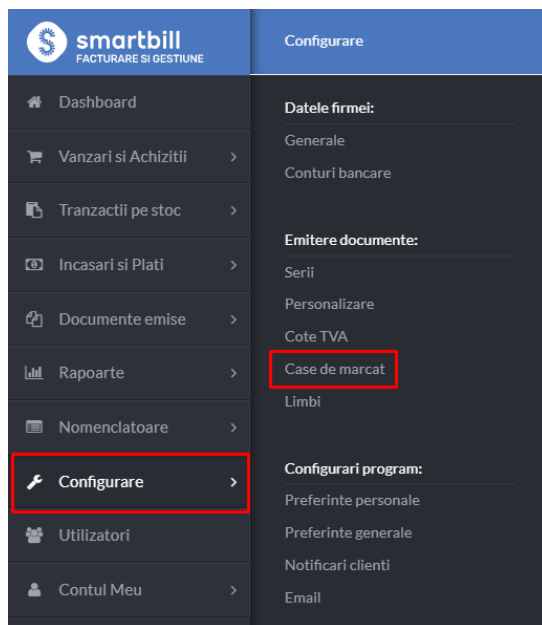 smartbill
FACTURARE SI GESTIUNE
Dashboard
Vanzari si Achizitii
Tranzactii pe stoc
Incasari si Plati
Documente emise
Rapoarte
Nomenclatoare
Configurare
Utilizatori
Contul Meu
Configurare
Datele firmei:
Generale
Conturi bancare
Emitere documente:
Serii
Personalizare
Cote TVA
Case de marcat
Limbi
Configurari program:
Preferinte personale
Preferinte generale
Notificari clienti
Email